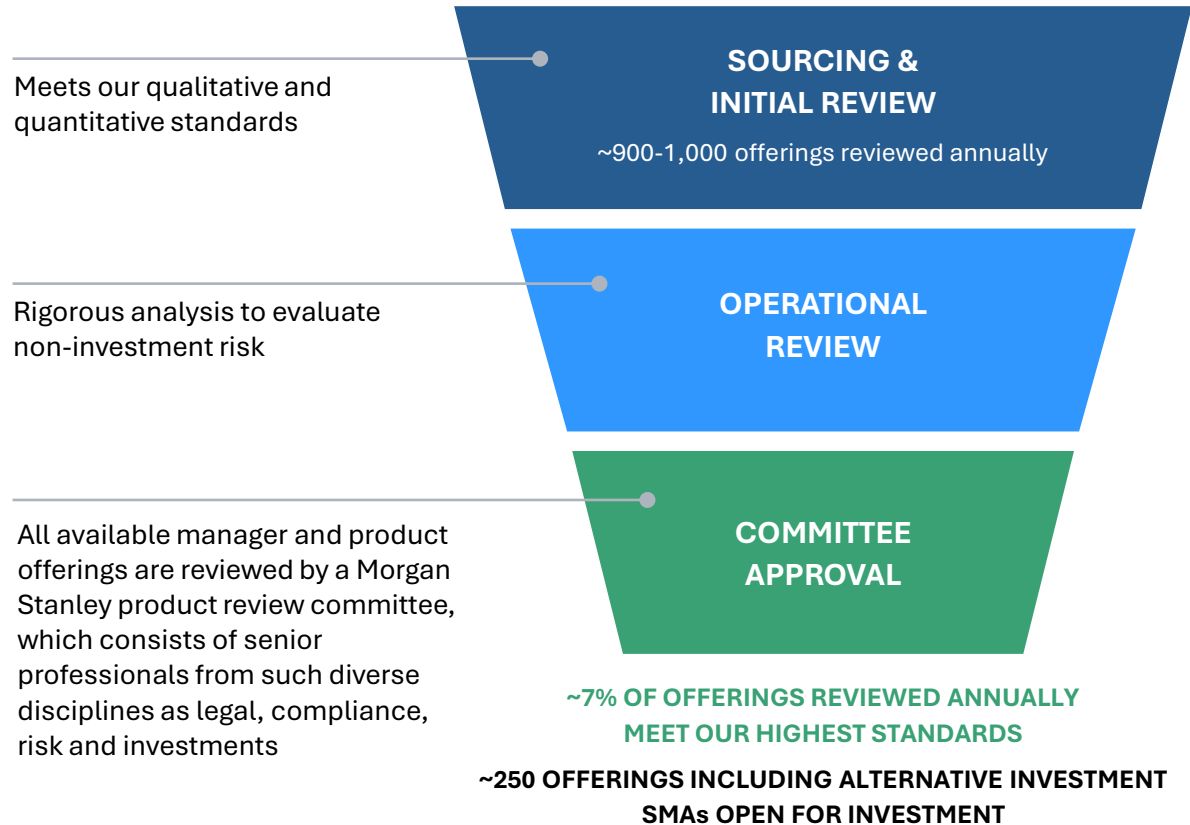 SOURCING &
INITIAL REVIEW
~900-1,000 offerings reviewed annually
Meets our qualitative and
quantitative standards
OPERATIONAL
REVIEW
Rigorous analysis to evaluate
non-investment risk
COMMITTEE
APPROVAL
All available manager and product
offerings are reviewed by a Morgan
Stanley product review committee,
which consists of senior
professionals from such diverse
disciplines as legal, compliance,
risk and investments
~7% OF OFFERINGS REVIEWED ANNUALLY
MEET OUR HIGHEST STANDARDS
~250 OFFERINGS INCLUDING ALTERNATIVE INVESTMENT
SMAs OPEN FOR INVESTMENT